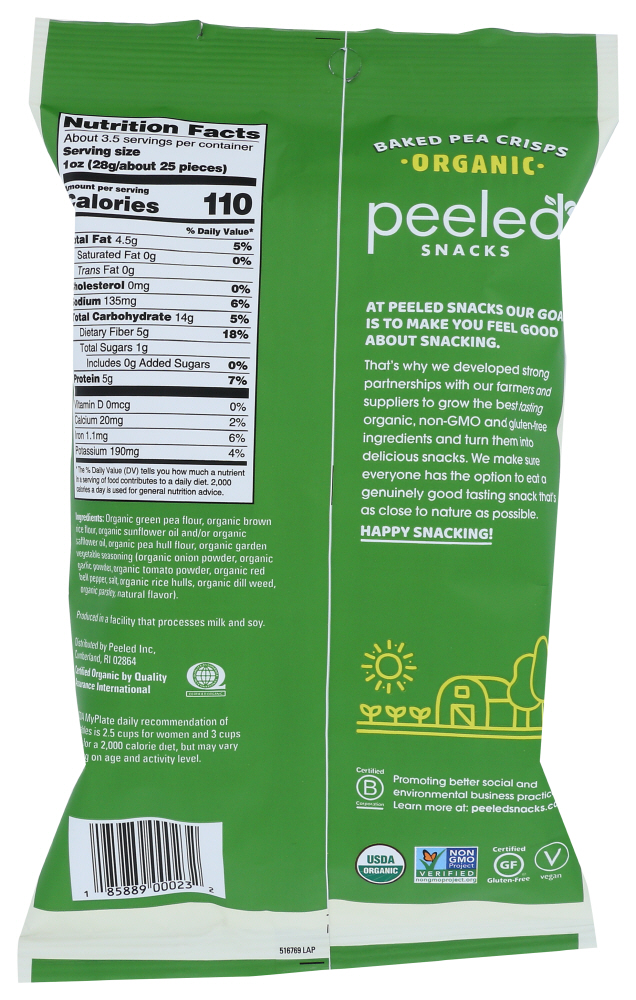 Nutrition Facts
About 3.5 servings per container
Serving size
1oz (28g/about 25 pieces)
Amount per serving
Calories 110
% Daily Value*
tal Fat 4.5g 5%
Saturated Fat 0g 0%
Trans Fat 0g
holesterol 0mg 0%
odium 135mg 6%
otal Carbohydrate 14g 5%
Dietary Fiber 5g 18%
Total Sugars 1g
Includes 0g Added Sugars 0%
Protein 5g 7%
Vitamin D 0mcg 0%
Calcium 20mg 2%
Iron 1.1mg 6%
Potassium 190mg 4%
*The % Daily Value (DV) tells you how much a nutrient
in a serving of food contributes to a daily diet. 2,000
calories a day is used for general nutrition advice.
Ingredients: Organic green pea flour, organic brown
rice flour, organic sunflower oil and/or organic
safflower oil, organic pea hull flour, organic garden
vegetable seasoning (organic onion powder, organic
garlic powder, organic tomato powder, organic red
bell pepper, salt, organic rice hulls, organic dill weed,
organic parsley, natural flavor).
Produced in a facility that processes milk and soy.
Distributed by Peeled Inc,
Cumberland, RI 02864
Certified Organic by Quality
Assurance International
MyPlate daily recommendation of
bles is 2.5 cups for women and 3 cups
for a 2,000 calorie diet, but may vary
g on age and activity level.
1 85889 00023 2
BAKED PEA CRISPS
·ORGANIC·
peeled
SNACKS
AT PEELED SNACKS OUR GOA
IS TO MAKE YOU FEEL GOOD
ABOUT SNACKING.
That's why we developed strong
partnerships with our farmers and
suppliers to grow the best tasting
organic, non-GMO and gluten-free
ingredients and turn them into
delicious snacks. We make sure
everyone has the option to eat a
genuinely good tasting snack that's
as close to nature as possible.
HAPPY SNACKING!
Certified
B
Corporation
Promoting better social and
environmental business practic
Learn more at: peeledsnacks.co
USDA
ORGANIC
NON
GMO
Project
VERIFIED
nongmoproject.org
Certified
GF
Gluten-Free
V
vegan
516769 LAP